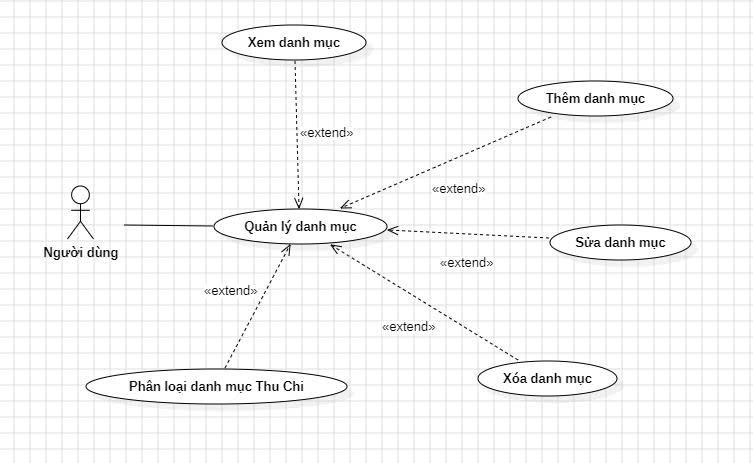 Xem danh mục
Thêm danh mục
«extend»
«extend»
Quản lý danh mục
Người dùng
Sửa danh mục
«extend»
«extend»
«extend»
Phân loại danh mục Thu Chi
Xóa danh mục